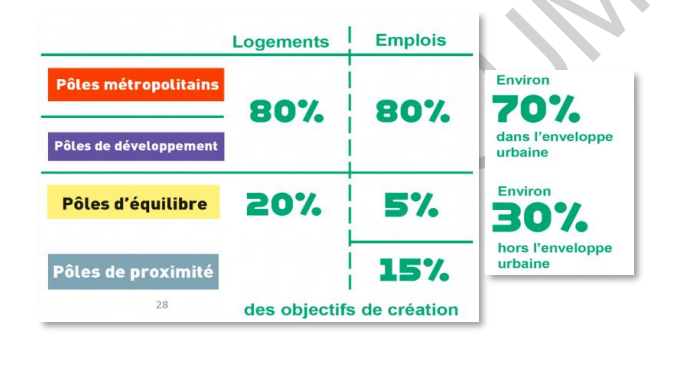 Logements Emplois
Pôles métropolitains
80% 80%
Pôles de développement
Pôles d'équilibre 20% 5%
Pôles de proximité 15%
28
des objectifs de création
Environ
70%
dans l'enveloppe
urbaine
Environ
30%
hors l'enveloppe
urbaine